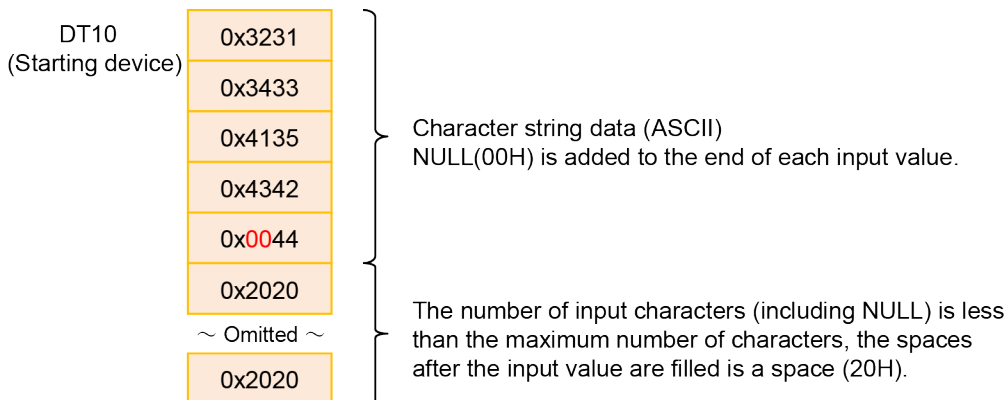 DT10
(Starting device)
0x3231
0x3433
0x4135
0x4342
0x0044
0x2020
～ Omitted ～
0x2020
Character string data (ASCII)
NULL(00H) is added to the end of each input value.
The number of input characters (including NULL) is less
than the maximum number of characters, the spaces
after the input value are filled is a space (20H).